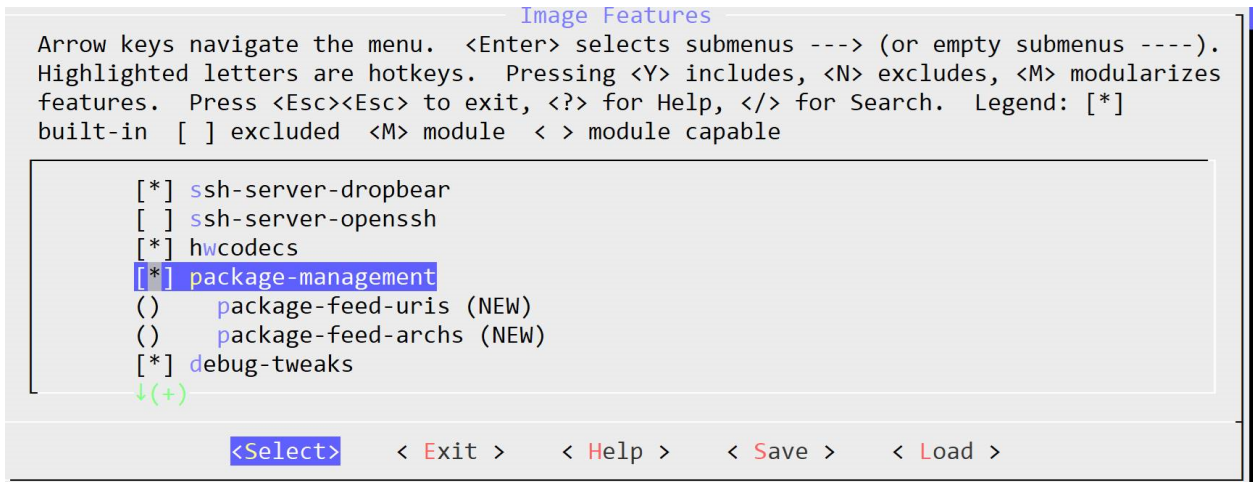 Image Features
Arrow keys navigate the menu.  <Enter> selects submenus ---> (or empty submenus ----).
Highlighted letters are hotkeys.  Pressing <Y> includes, <N> excludes, <M> modularizes
features.  Press <Esc><Esc> to exit, <?> for Help, </> for Search.  Legend: [*]
built-in  [ ] excluded  <M> module  < > module capable
[*] ssh-server-dropbear
[ ] ssh-server-openssh
[*] hwcodecs
[*] package-management
()    package-feed-uris (NEW)
()    package-feed-archs (NEW)
[*] debug-tweaks
↓(+)
<Select>    < Exit >    < Help >    < Save >    < Load >